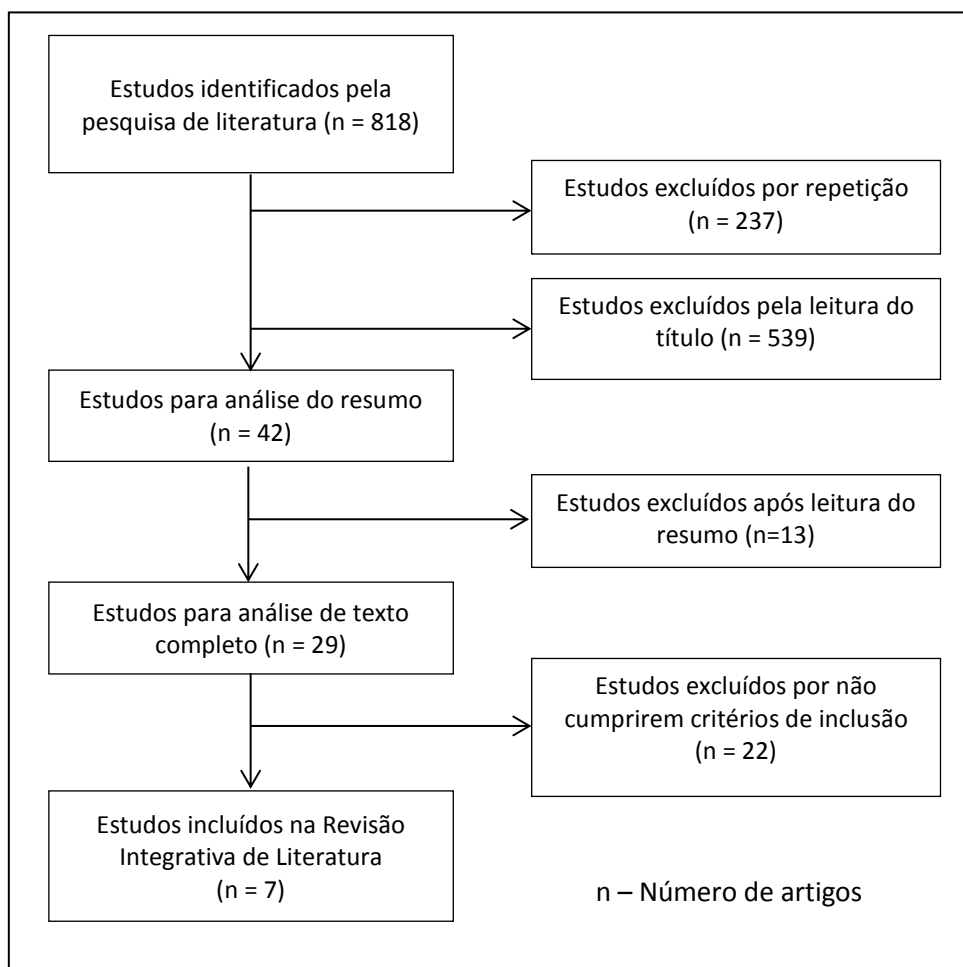 Estudos identificados pela
pesquisa de literatura (n = 818)
Estudos excluídos por repetição
(n = 237)
Estudos excluídos pela leitura do
título (n = 539)
Estudos para análise do resumo
(n = 42)
Estudos excluídos após leitura do
resumo (n=13)
Estudos para análise de texto
completo (n = 29)
Estudos excluídos por não
cumprirem critérios de inclusão
(n = 22)
Estudos incluídos na Revisão
Integrativa de Literatura
(n = 7)
n – Número de artigos